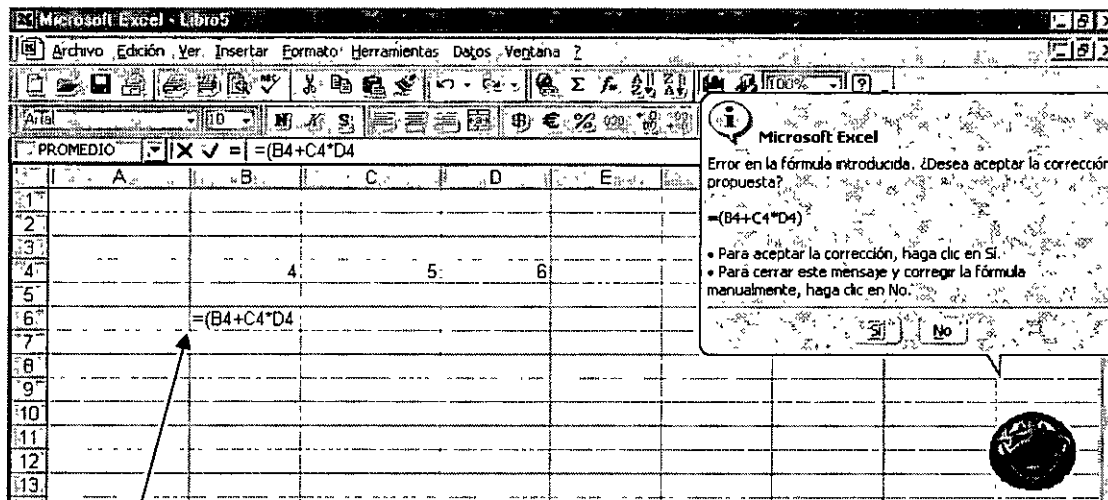 Microsoft Excel - Libro5
Archivo Edición Ver Insertar Formato Herramientas Datos Ventana ?
100%
Arial 10 N K S
PROMEDIO = =(B4+C4*D4
A B C D E
1
2
3
4 4 5 6
5
6 =(B4+C4*D4
7
8
9
10
11
12
13
Microsoft Excel
Error en la fórmula introducida. ¿Desea aceptar la corrección
propuesta?
=(B4+C4*D4)
• Para aceptar la corrección, haga clic en Sí.
• Para cerrar este mensaje y corregir la fórmula
manualmente, haga clic en No.
Sí No